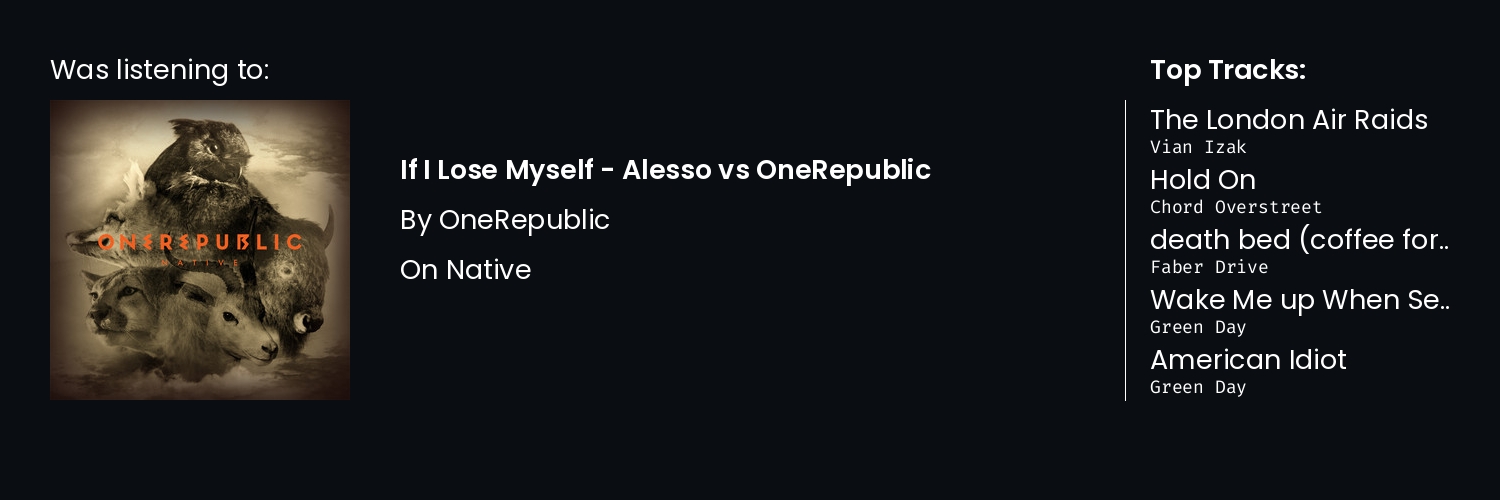 Was listening to:
ONEREPUBLIC
NATIVE
If I Lose Myself - Alesso vs OneRepublic
By OneRepublic
On Native
Top Tracks:
The London Air Raids
Vian Izak
Hold On
Chord Overstreet
death bed (coffee for..
Faber Drive
Wake Me up When Se..
Green Day
American Idiot
Green Day